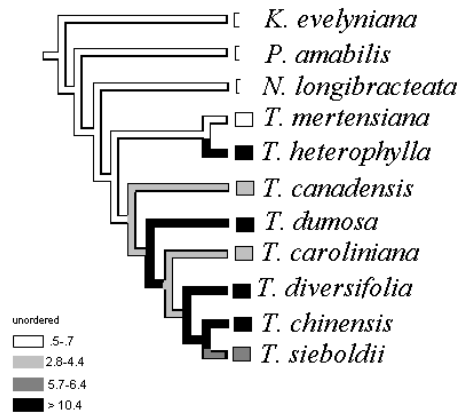 K. evelyniana
P. amabilis
N. longibracteata
T. mertensiana
T. heterophylla
T. canadensis
T. dumosa
T. caroliniana
T. diversifolia
T. chinensis
T. sieboldii
unordered
.5-.7
2.8-4.4
5.7-6.4
> 10.4